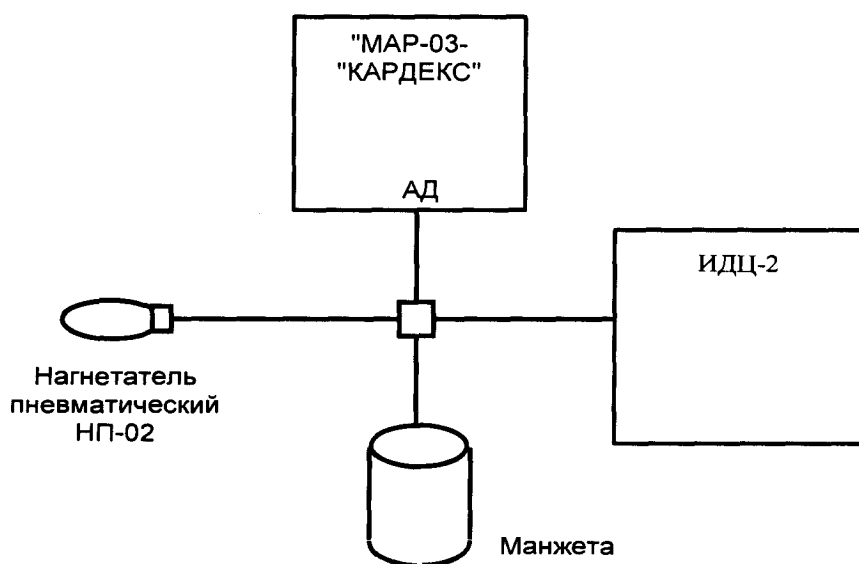 "МАР-03-
"КАРДЕКС"
АД
ИДЦ-2
Нагнетатель
пневматический
НП-02
Манжета